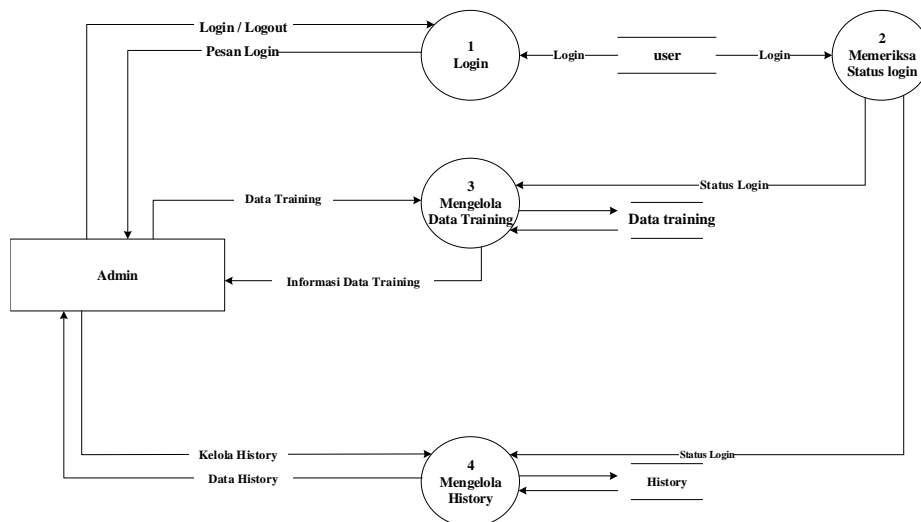 Login / Logout
Pesan Login
1
Login
Login
user
Login
2
Memeriksa
Status login
Data Training
3
Mengelola
Data Training
Status Login
Data training
Admin
Informasi Data Training
Kelola History
Data History
4
Mengelola
History
Status Login
History